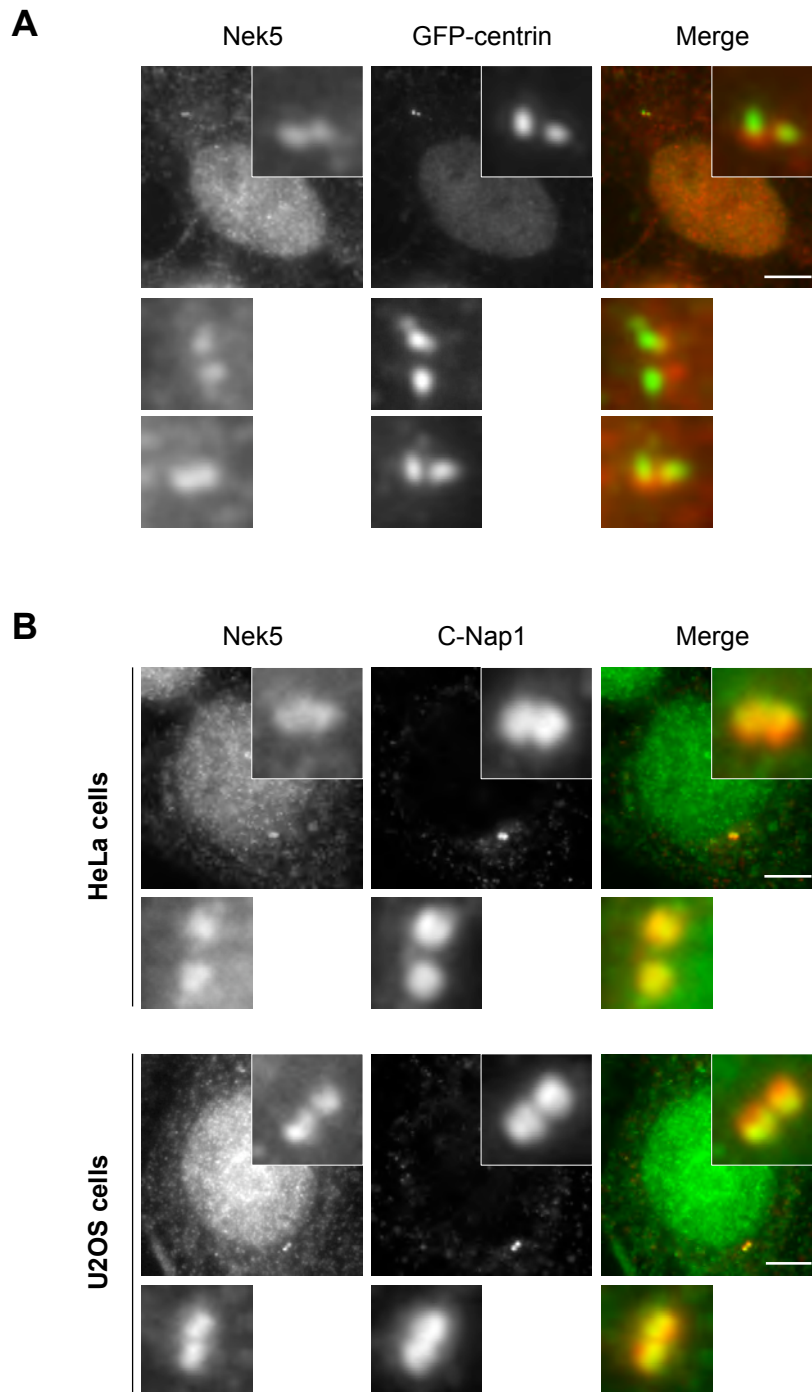 A
Nek5 GFP-centrin Merge
B
Nek5 C-Nap1 Merge
HeLa cells
U2OS cells